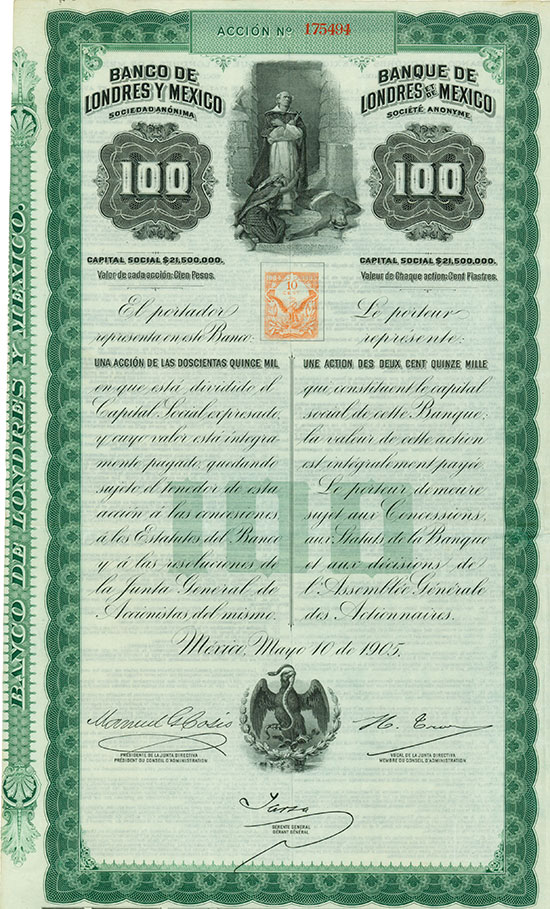 ACCIÓN Nº 175494
BANCO DE
LONDRES Y MEXICO
SOCIEDAD ANÓNIMA
100
CAPITAL SOCIAL $21,500,000.
Valor de cada acción: Cien Pesos.
BANQUE DE
LONDRES ET DE MEXICO
SOCIÉTÉ ANONYME
100
CAPITAL SOCIAL $21,500,000.
Valeur de Chaque action: Cent Piastres.
10
El portador
representa en este Banco:
UNA ACCIÓN DE LAS DOSCIENTAS QUINCE MIL
en que está dividido el
Capital Social expresado,
y cuyo valor está íntegra-
mente pagado, quedando
sujeto el tenedor de esta
acción á las concesiones
á los Estatutos del Banco
y á las resoluciones de
la Junta General de
Accionistas del mismo.
Le porteur
représente:
UNE ACTION DES DEUX CENT QUINZE MILLE
qui constituent le capital
social de cette Banque;
la valeur de cette action
est intégralement payée.
Le porteur demeure
sujet aux Concessions,
aux Statuts de la Banque
et aux décisions de
l'Assemblée Générale
des Actionnaires.
100
México, Mayo 10 de 1905.
PRESIDENTE DE LA JUNTA DIRECTIVA
PRÉSIDENT DU CONSEIL D'ADMINISTRATION
VOCAL DE LA JUNTA DIRECTIVA
MEMBRE DU CONSEIL D'ADMINISTRATION
GERENTE GENERAL
GÉRANT GÉNÉRAL
BANCO DE LONDRES Y MEXICO.